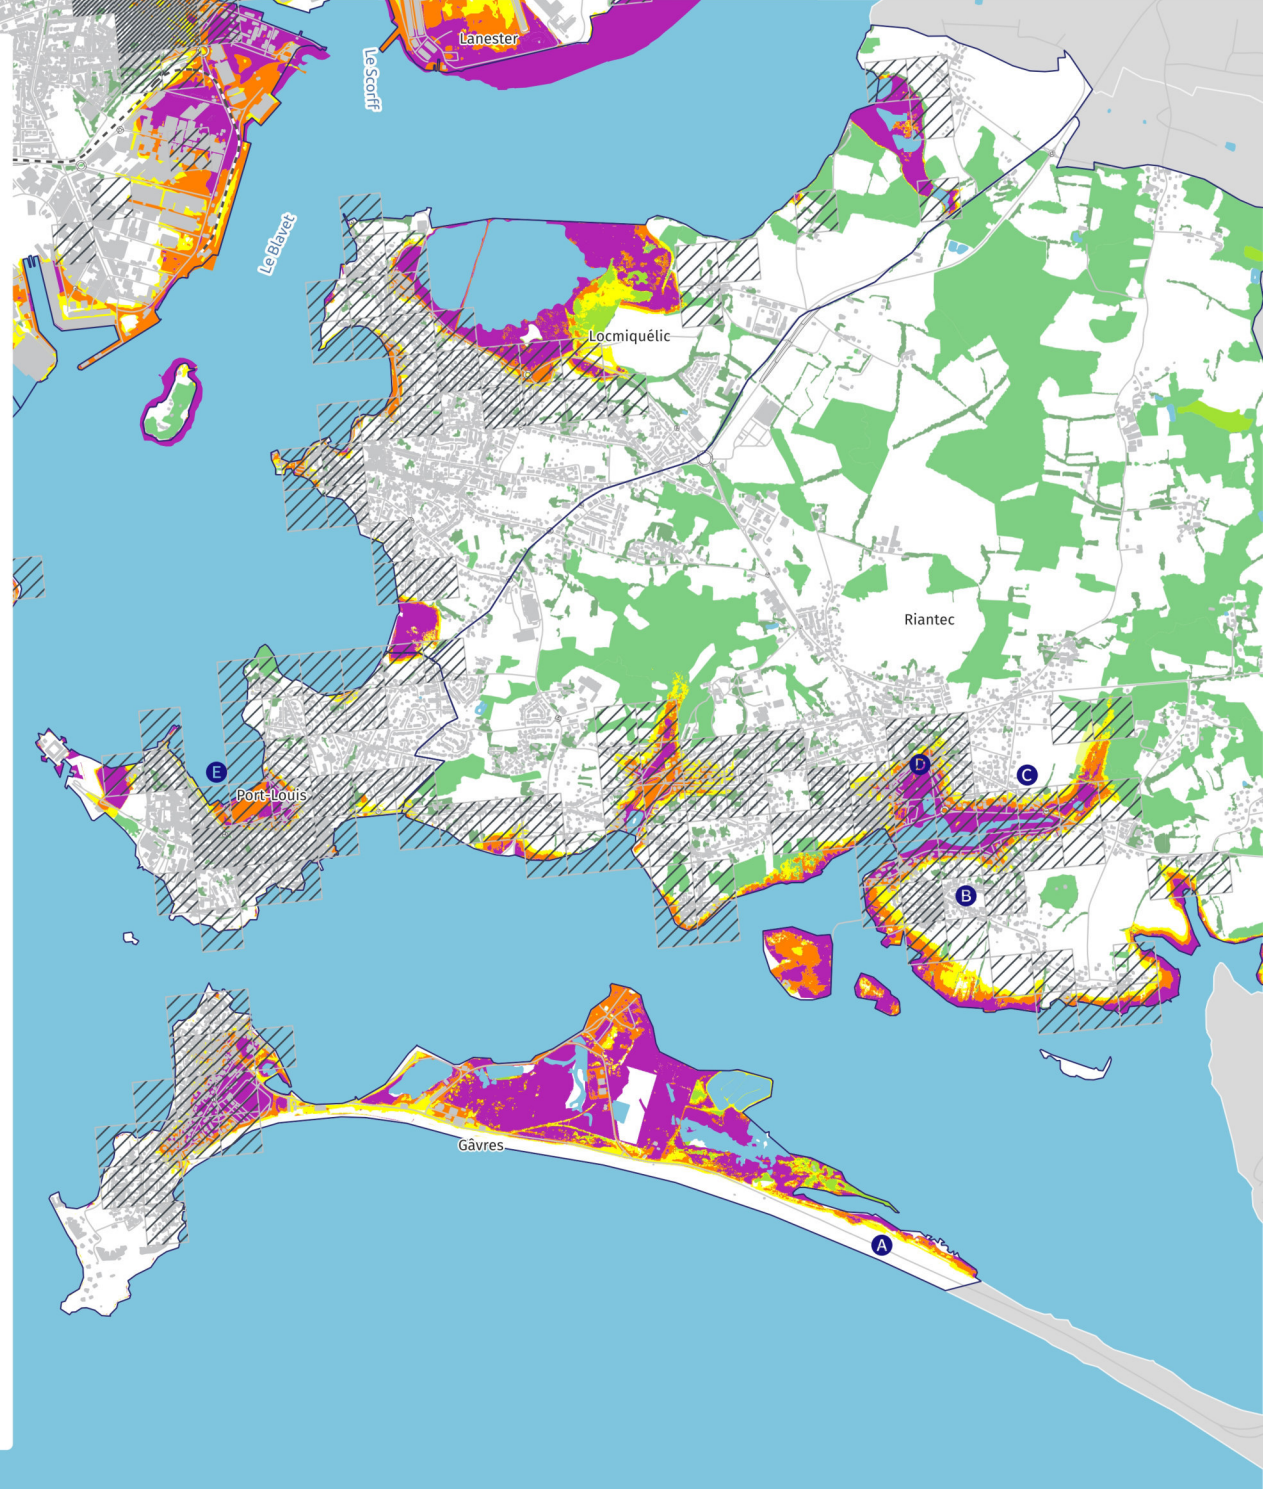 Lanester
Le Scorff
Le Blavet
Locmiquélic
Riantec
D
E
C
Port-Louis
B
Gâvres
A